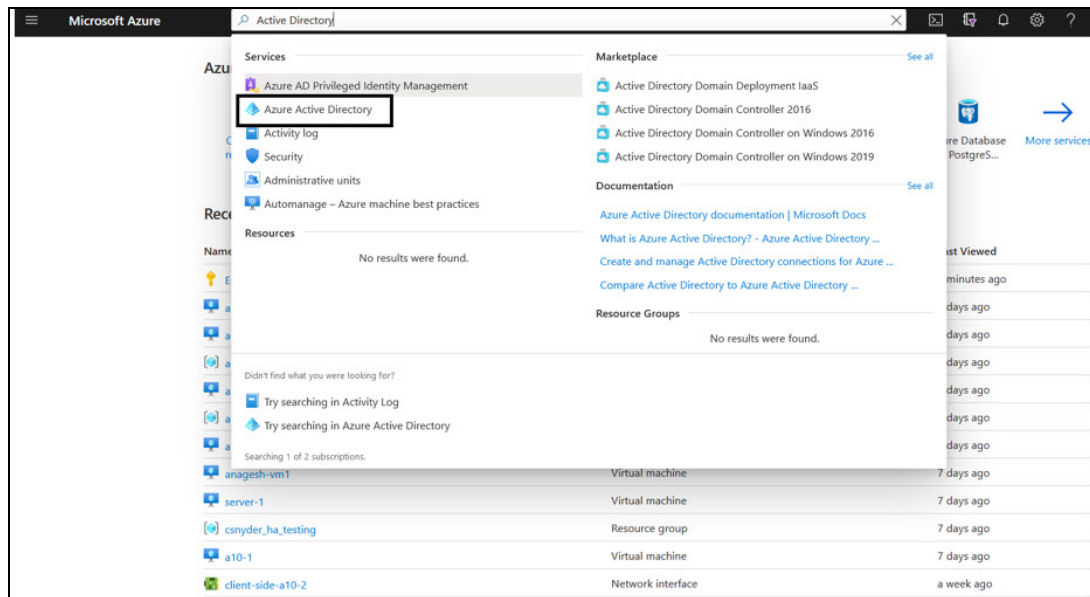 Microsoft Azure
Active Directory
Azu
Services
Azure AD Privileged Identity Management
Azure Active Directory
Activity log
Security
Administrative units
Automanage – Azure machine best practices
Resources
No results were found.
Marketplace
See all
Active Directory Domain Deployment IaaS
Active Directory Domain Controller 2016
Active Directory Domain Controller on Windows 2016
Active Directory Domain Controller on Windows 2019
Documentation
See all
Azure Active Directory documentation | Microsoft Docs
What is Azure Active Directory? - Azure Active Directory ...
Create and manage Active Directory connections for Azure ...
Compare Active Directory to Azure Active Directory ...
Resource Groups
No results were found.
Didn't find what you were looking for?
Try searching in Activity Log
Try searching in Azure Active Directory
Searching 1 of 2 subscriptions.
re Database
PostgreS...
More services
Rece
Name
st Viewed
minutes ago
days ago
days ago
days ago
days ago
days ago
days ago
anagesh-vm1 Virtual machine 7 days ago
server-1 Virtual machine 7 days ago
csnyder_ha_testing Resource group 7 days ago
a10-1 Virtual machine 7 days ago
client-side-a10-2 Network interface a week ago